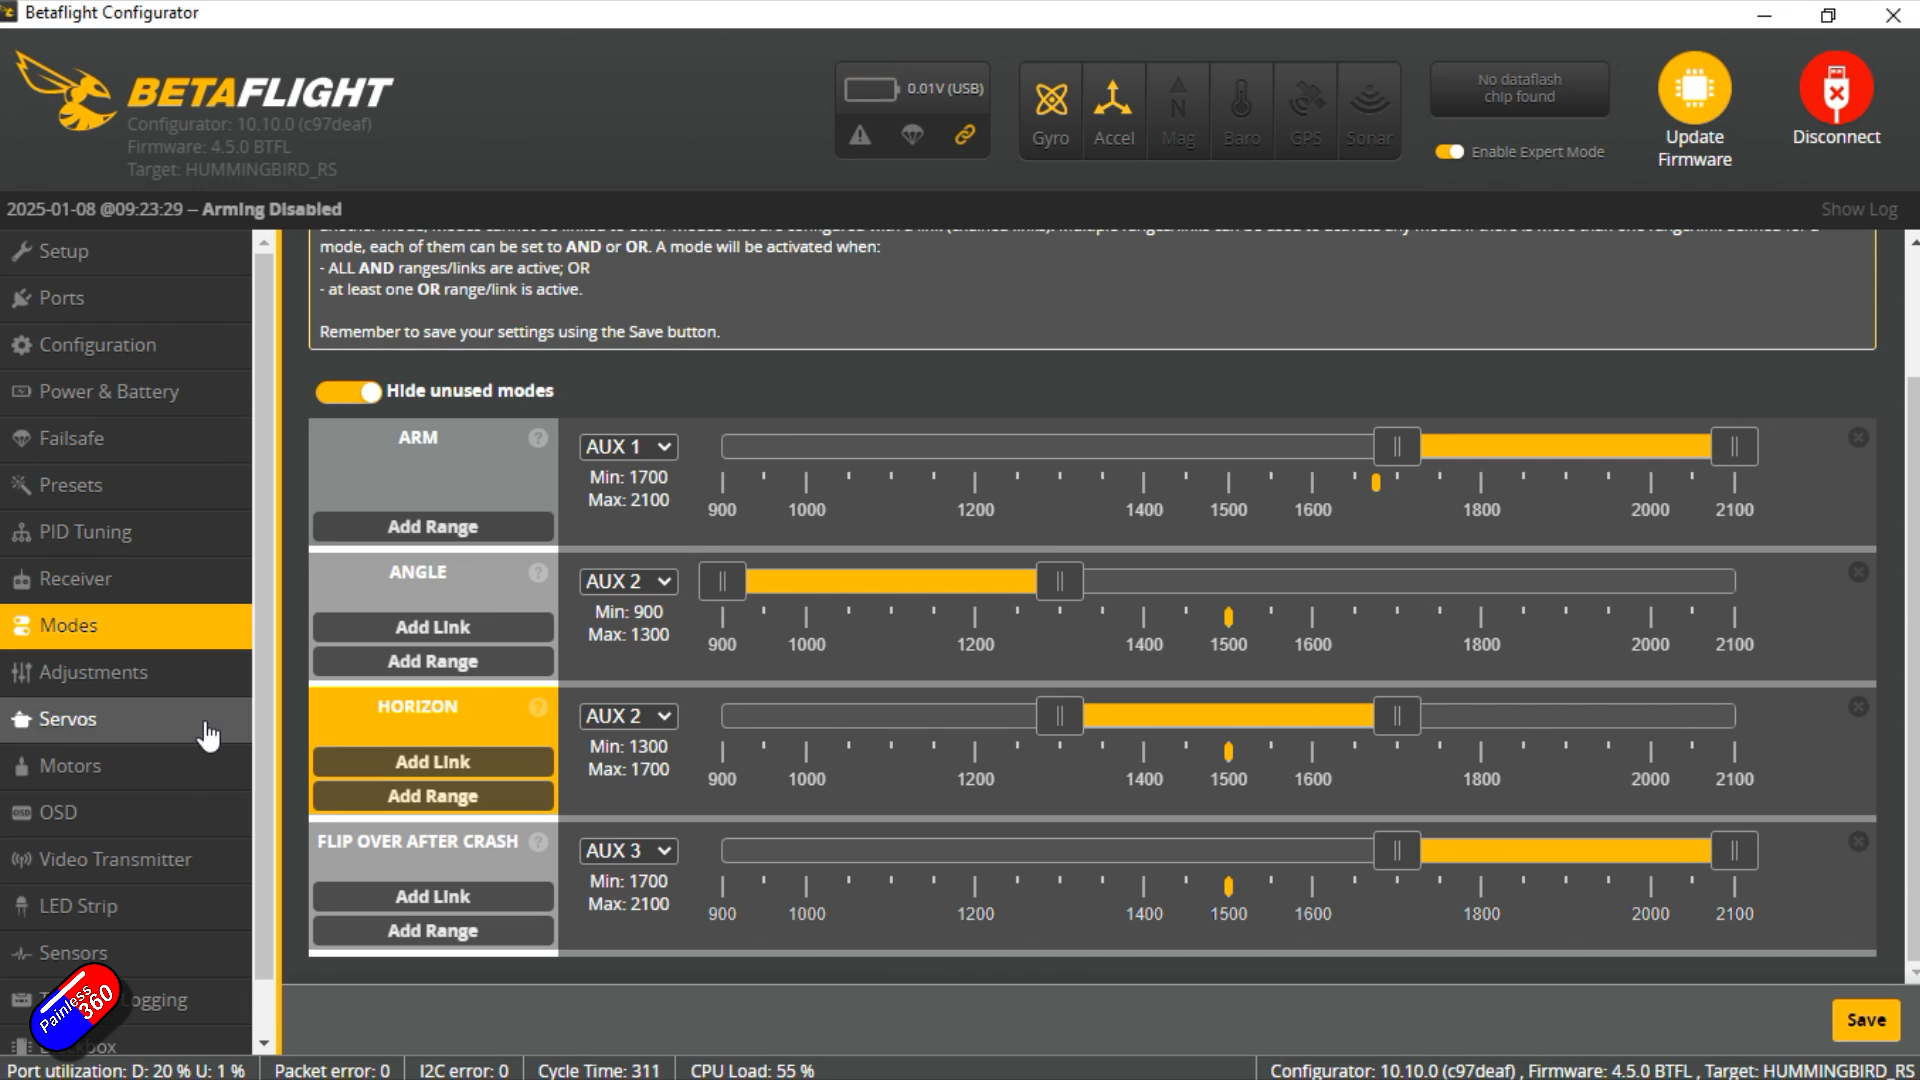 Betaflight Configurator
BETAFLIGHT
Configurator: 10.10.0 (c97deaf)
Firmware: 4.5.0 BTFL
Target: HUMMINGBIRD_RS
0.01V (USB)
Gyro
Accel
N
Mag
Baro
GPS
Sonar
No dataflash
chip found
Enable Expert Mode
Update
Firmware
Disconnect
2025-01-08 @09:23:29 -- Arming Disabled
Show Log
Setup
Ports
Configuration
Power & Battery
Failsafe
Presets
PID Tuning
Receiver
Modes
Adjustments
Servos
Motors
OSD
Video Transmitter
LED Strip
Sensors
Logging
Painless
360
mode, each of them can be set to AND or OR. A mode will be activated when:
- ALL AND ranges/links are active; OR
- at least one OR range/link is active.
Remember to save your settings using the Save button.
Hide unused modes
ARM
Add Range
AUX 1
Min: 1700
Max: 2100
900 1000 1200 1400 1500 1600 1800 2000 2100
ANGLE
Add Link
Add Range
AUX 2
Min: 900
Max: 1300
900 1000 1200 1400 1500 1600 1800 2000 2100
HORIZON
Add Link
Add Range
AUX 2
Min: 1300
Max: 1700
900 1000 1200 1400 1500 1600 1800 2000 2100
FLIP OVER AFTER CRASH
Add Link
Add Range
AUX 3
Min: 1700
Max: 2100
900 1000 1200 1400 1500 1600 1800 2000 2100
Save
Port utilization: D: 20 % U: 1 %
Packet error: 0
I2C error: 0
Cycle Time: 311
CPU Load: 55 %
Configurator: 10.10.0 (c97deaf) , Firmware: 4.5.0 BTFL , Target: HUMMINGBIRD_RS